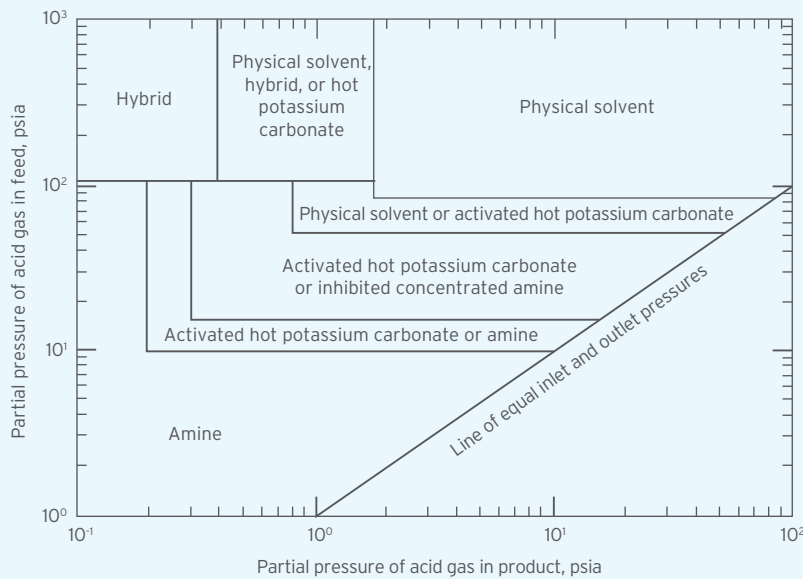 10³
10²
10¹
10⁰
Partial pressure of acid gas in feed, psia
Hybrid
Physical solvent,
hybrid, or hot
potassium
carbonate
Physical solvent
Physical solvent or activated hot potassium carbonate
Activated hot potassium carbonate
or inhibited concentrated amine
Activated hot potassium carbonate or amine
Amine
Line of equal inlet and outlet pressures
10⁻¹
10⁰
10¹
10²
Partial pressure of acid gas in product, psia